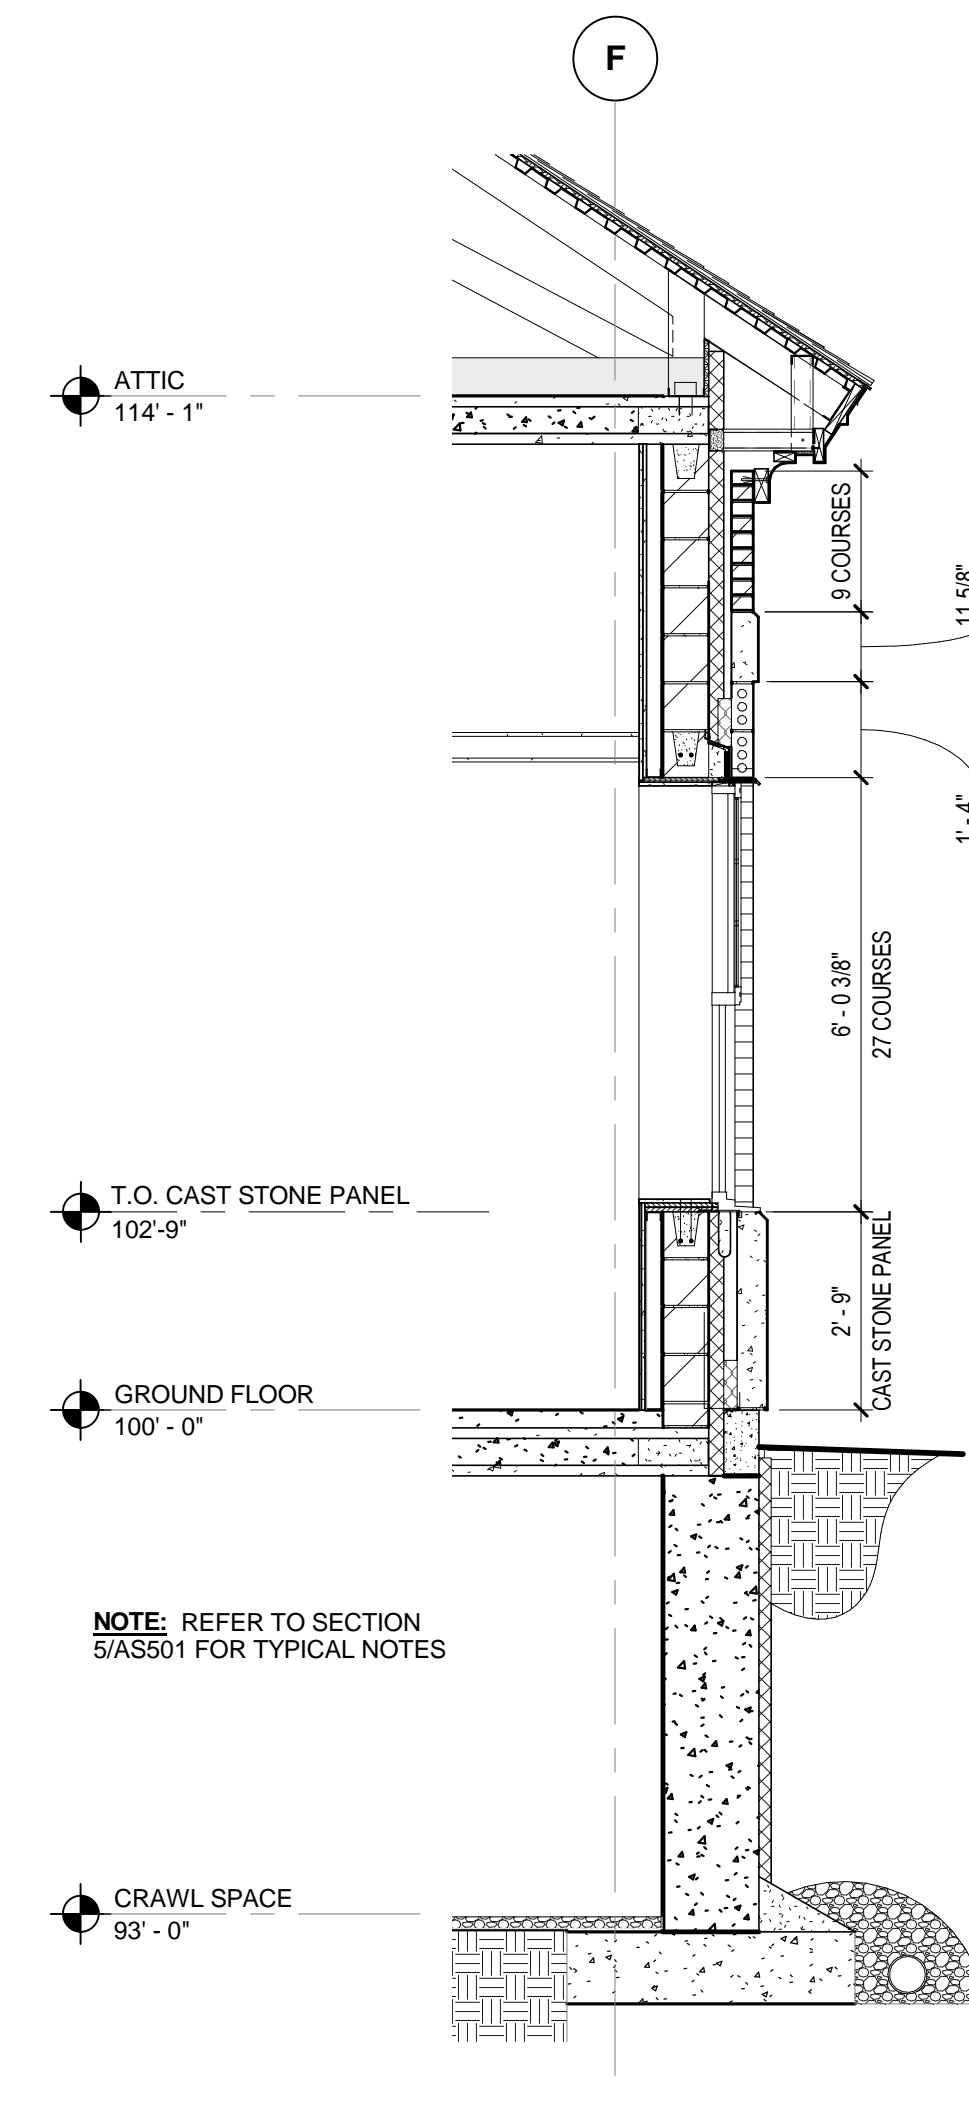 F
ATTIC
114' - 1"
9 COURSES
11 5/8"
1' - 4"
6' - 0 3/8"
27 COURSES
T.O. CAST STONE PANEL
102'-9"
2' - 9"
CAST STONE PANEL
GROUND FLOOR
100' - 0"
NOTE: REFER TO SECTION
5/AS501 FOR TYPICAL NOTES
CRAWL SPACE
93' - 0"